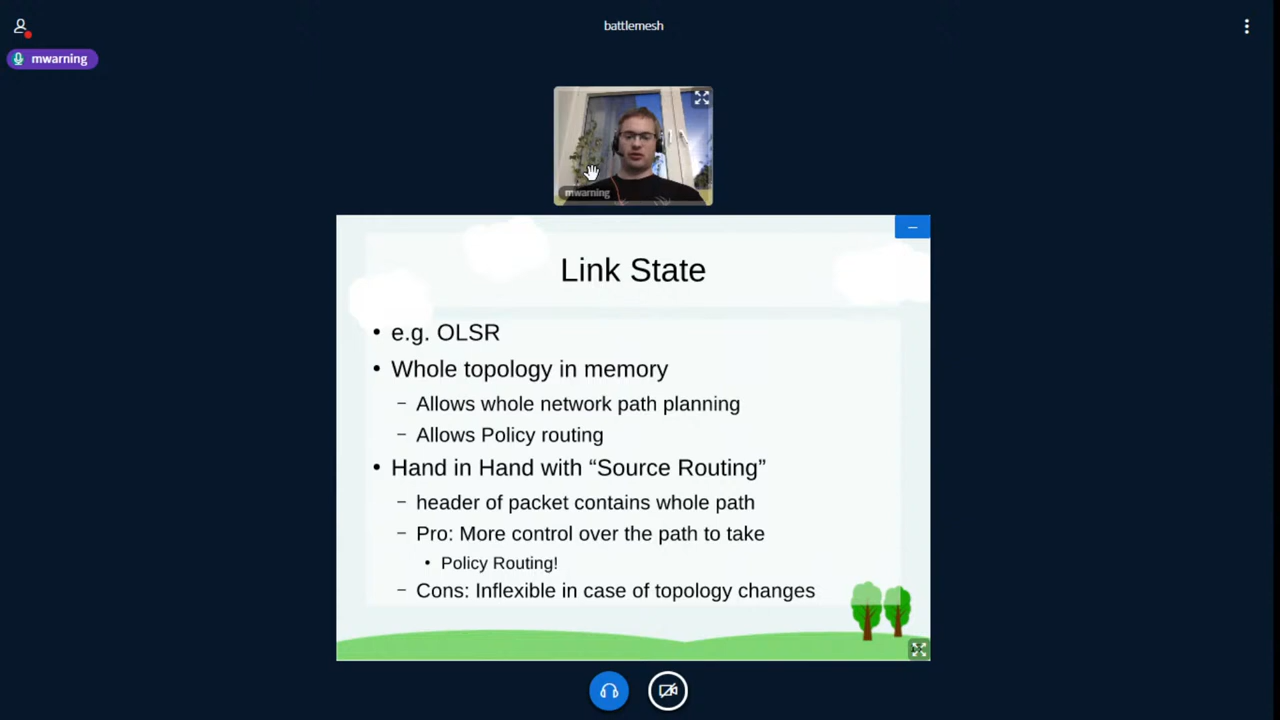 battlemesh
mwarning
mwarning
Link State
• e.g. OLSR
• Whole topology in memory
– Allows whole network path planning
– Allows Policy routing
• Hand in Hand with “Source Routing”
– header of packet contains whole path
– Pro: More control over the path to take
• Policy Routing!
– Cons: Inflexible in case of topology changes